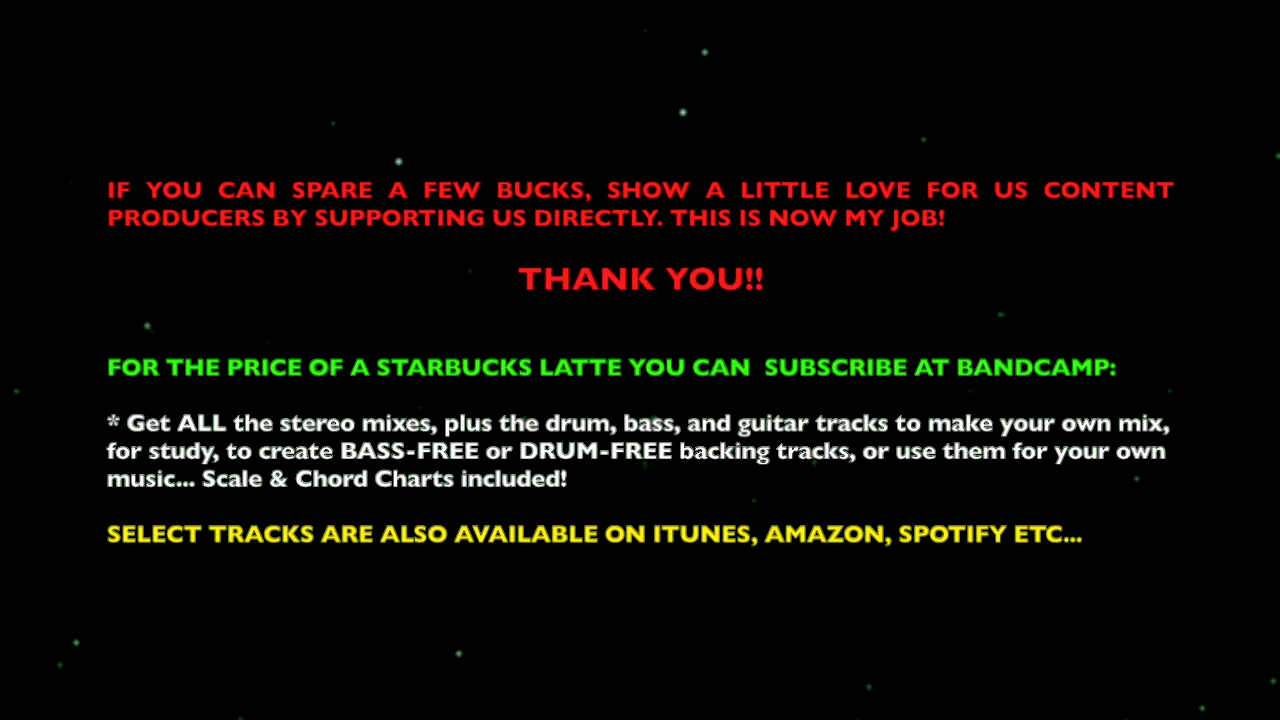 IF YOU CAN SPARE A FEW BUCKS, SHOW A LITTLE LOVE FOR US CONTENT
PRODUCERS BY SUPPORTING US DIRECTLY. THIS IS NOW MY JOB!
THANK YOU!!
FOR THE PRICE OF A STARBUCKS LATTE YOU CAN  SUBSCRIBE AT BANDCAMP:
* Get ALL the stereo mixes, plus the drum, bass, and guitar tracks to make your own mix,
for study, to create BASS-FREE or DRUM-FREE backing tracks, or use them for your own
music... Scale & Chord Charts included!
SELECT TRACKS ARE ALSO AVAILABLE ON ITUNES, AMAZON, SPOTIFY ETC...